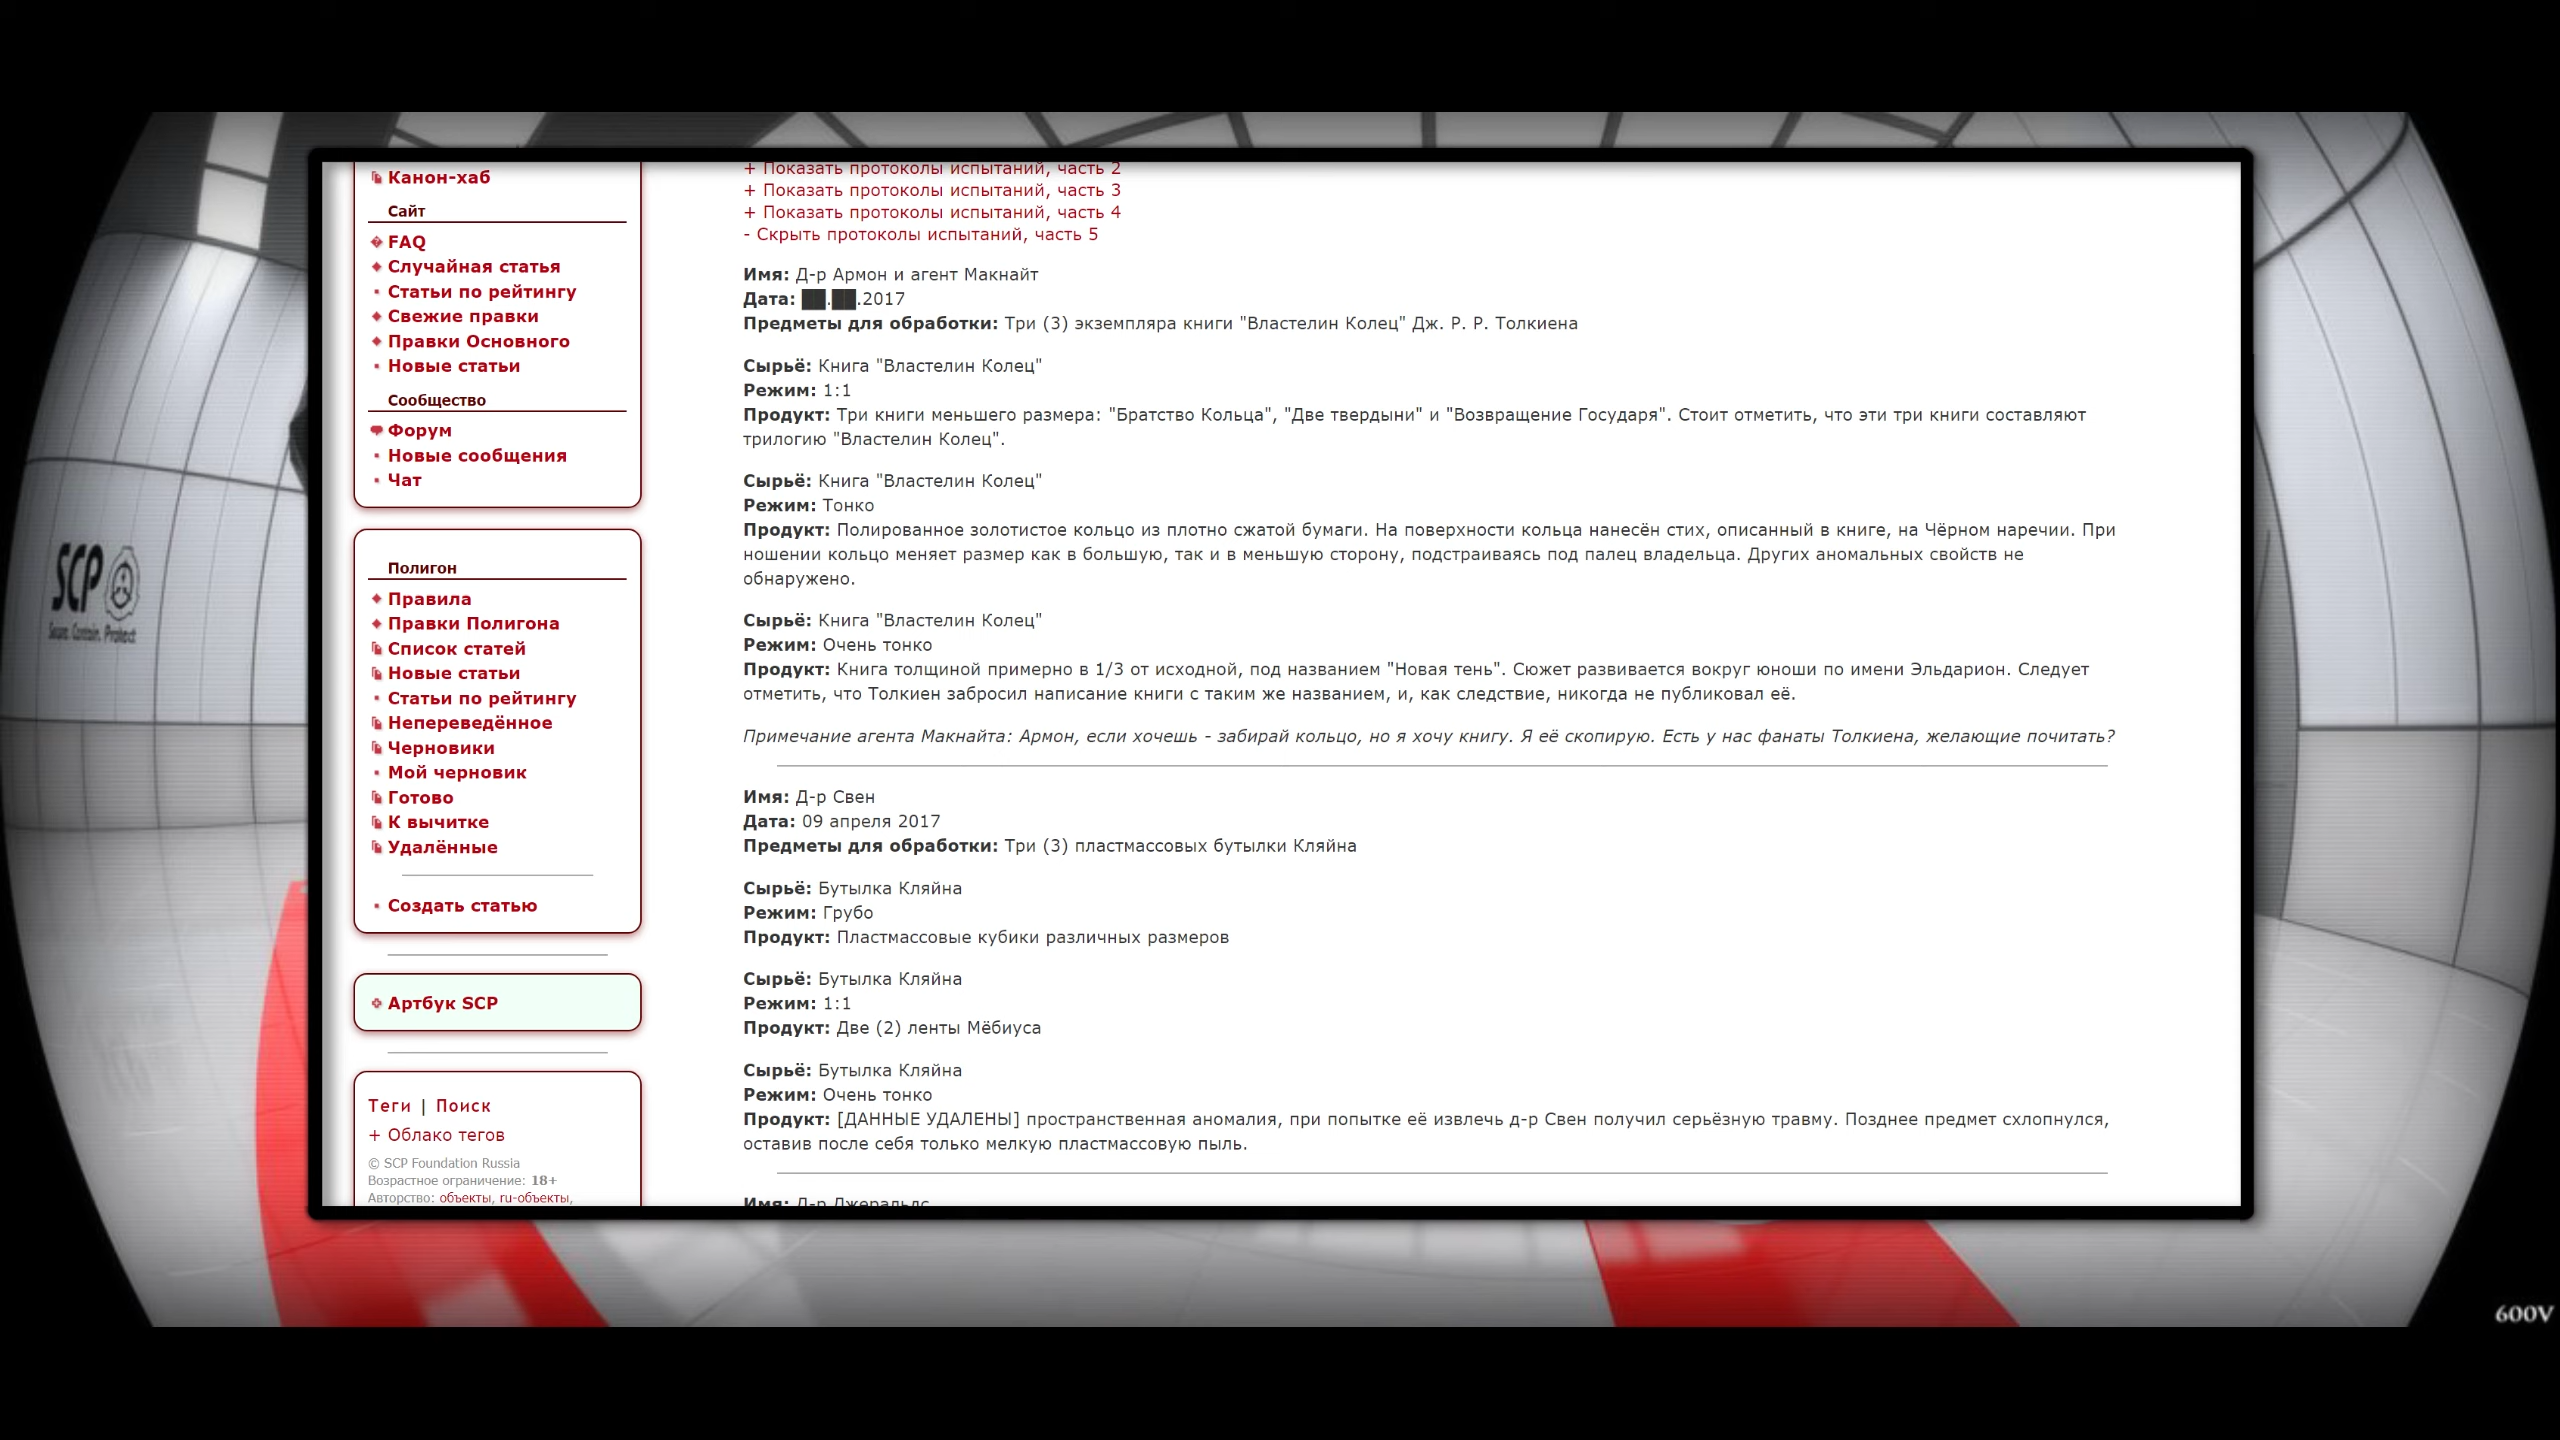 Канон-хаб
Сайт
FAQ
Случайная статья
Статьи по рейтингу
Свежие правки
Правки Основного
Новые статьи
Сообщество
Форум
Новые сообщения
Чат
Полигон
Правила
Правки Полигона
Список статей
Новые статьи
Статьи по рейтингу
Непереведённое
Черновики
Мой черновик
Готово
К вычитке
Удалённые
Создать статью
Артбук SCP
Теги | Поиск
+ Облако тегов
© SCP Foundation Russia
Возрастное ограничение: 18+
Авторство: объекты, ru-объекты,
+ Показать протоколы испытаний, часть 2
+ Показать протоколы испытаний, часть 3
+ Показать протоколы испытаний, часть 4
- Скрыть протоколы испытаний, часть 5
Имя: Д-р Армон и агент Макнайт
Дата: ██.██.2017
Предметы для обработки: Три (3) экземпляра книги "Властелин Колец" Дж. Р. Р. Толкиена
Сырьё: Книга "Властелин Колец"
Режим: 1:1
Продукт: Три книги меньшего размера: "Братство Кольца", "Две твердыни" и "Возвращение Государя". Стоит отметить, что эти три книги составляют
трилогию "Властелин Колец".
Сырьё: Книга "Властелин Колец"
Режим: Тонко
Продукт: Полированное золотистое кольцо из плотно сжатой бумаги. На поверхности кольца нанесён стих, описанный в книге, на Чёрном наречии. При
ношении кольцо меняет размер как в большую, так и в меньшую сторону, подстраиваясь под палец владельца. Других аномальных свойств не
обнаружено.
Сырьё: Книга "Властелин Колец"
Режим: Очень тонко
Продукт: Книга толщиной примерно в 1/3 от исходной, под названием "Новая тень". Сюжет развивается вокруг юноши по имени Эльдарион. Следует
отметить, что Толкиен забросил написание книги с таким же названием, и, как следствие, никогда не публиковал её.
Примечание агента Макнайта: Армон, если хочешь - забирай кольцо, но я хочу книгу. Я её скопирую. Есть у нас фанаты Толкиена, желающие почитать?
Имя: Д-р Свен
Дата: 09 апреля 2017
Предметы для обработки: Три (3) пластмассовых бутылки Кляйна
Сырьё: Бутылка Кляйна
Режим: Грубо
Продукт: Пластмассовые кубики различных размеров
Сырьё: Бутылка Кляйна
Режим: 1:1
Продукт: Две (2) ленты Мёбиуса
Сырьё: Бутылка Кляйна
Режим: Очень тонко
Продукт: [ДАННЫЕ УДАЛЕНЫ] пространственная аномалия, при попытке её извлечь д-р Свен получил серьёзную травму. Позднее предмет схлопнулся,
оставив после себя только мелкую пластмассовую пыль.
Имя: Д-р Джеральдс
SCP
Secure. Contain. Protect
600V